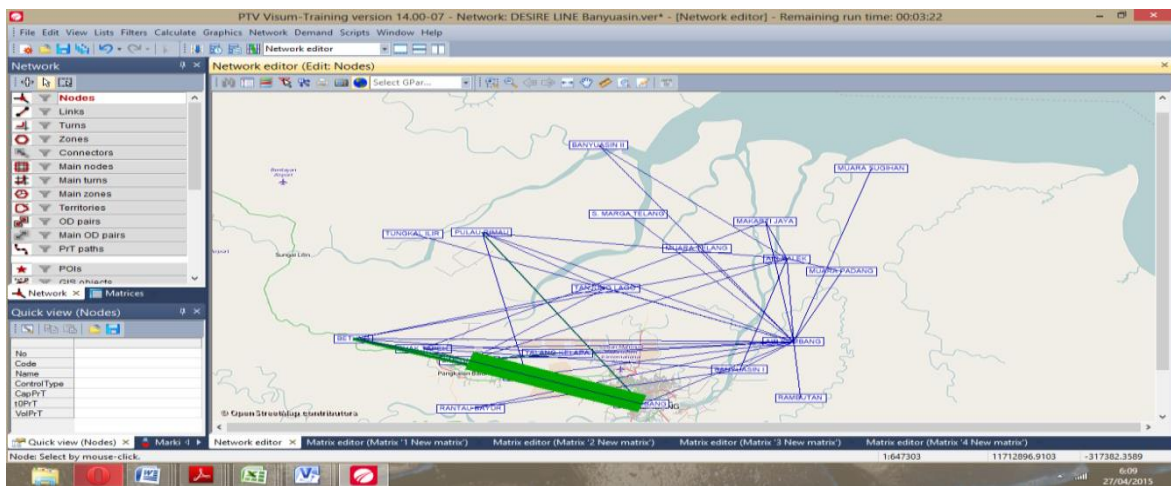 PTV Visum-Training version 14.00-07 - Network: DESIRE LINE Banyuasin.ver* - [Network editor] - Remaining run time: 00:03:22
File Edit View Lists Filters Calculate Graphics Network Demand Scripts Window Help
Network editor
Network
Network editor (Edit: Nodes)
Select GPar...
Nodes
Links
Turns
Zones
Connectors
Main nodes
Main turns
Main zones
Territories
OD pairs
Main OD pairs
PrT paths
POIs
GIS objects
Network
Matrices
Quick view (Nodes)
No
Code
Name
ControlType
CapPrT
t0PrT
VolPrT
BANYUASIN II
MUARA SUGIHAN
S. MARGA TELANG
MAKARTI JAYA
TUNGKAL ILIR
PULAU RIMAU
MUARA TELANG
AIR SALEK
MUARA PADANG
Sungai Lilin
TANJUNG LAGO
TALANG KELAPA
BANYUASIN I
RANTAU BAYUR
RAMBUTAN
© OpenStreetMap contributors
Quick view (Nodes)
Network editor
Matrix editor (Matrix '1 New matrix')
Matrix editor (Matrix '2 New matrix')
Matrix editor (Matrix '3 New matrix')
Matrix editor (Matrix '4 New matrix')
Node: Select by mouse-click.
1:647303
11712896.9103
-317382.3589
6:09
27/04/2015